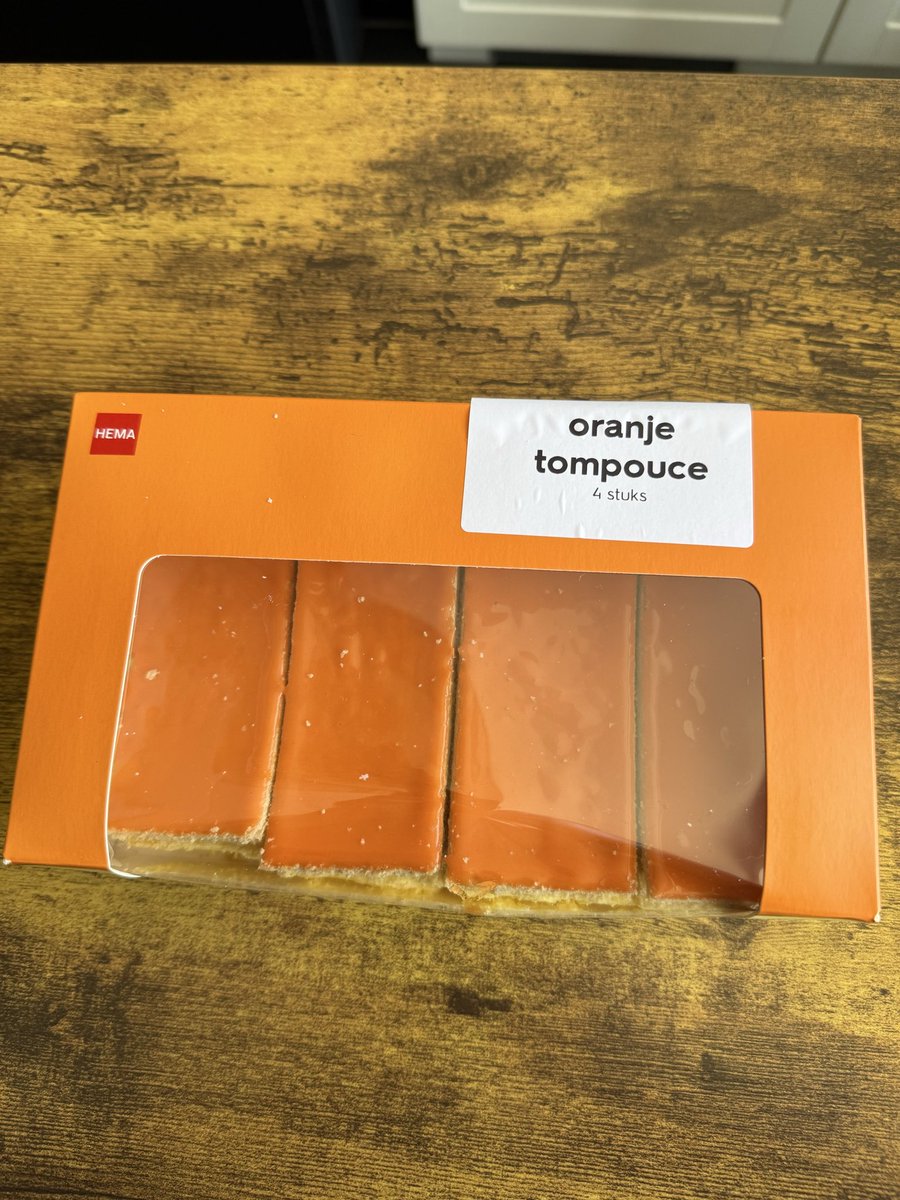 HEMA
oranje
tompouce
4 stuks